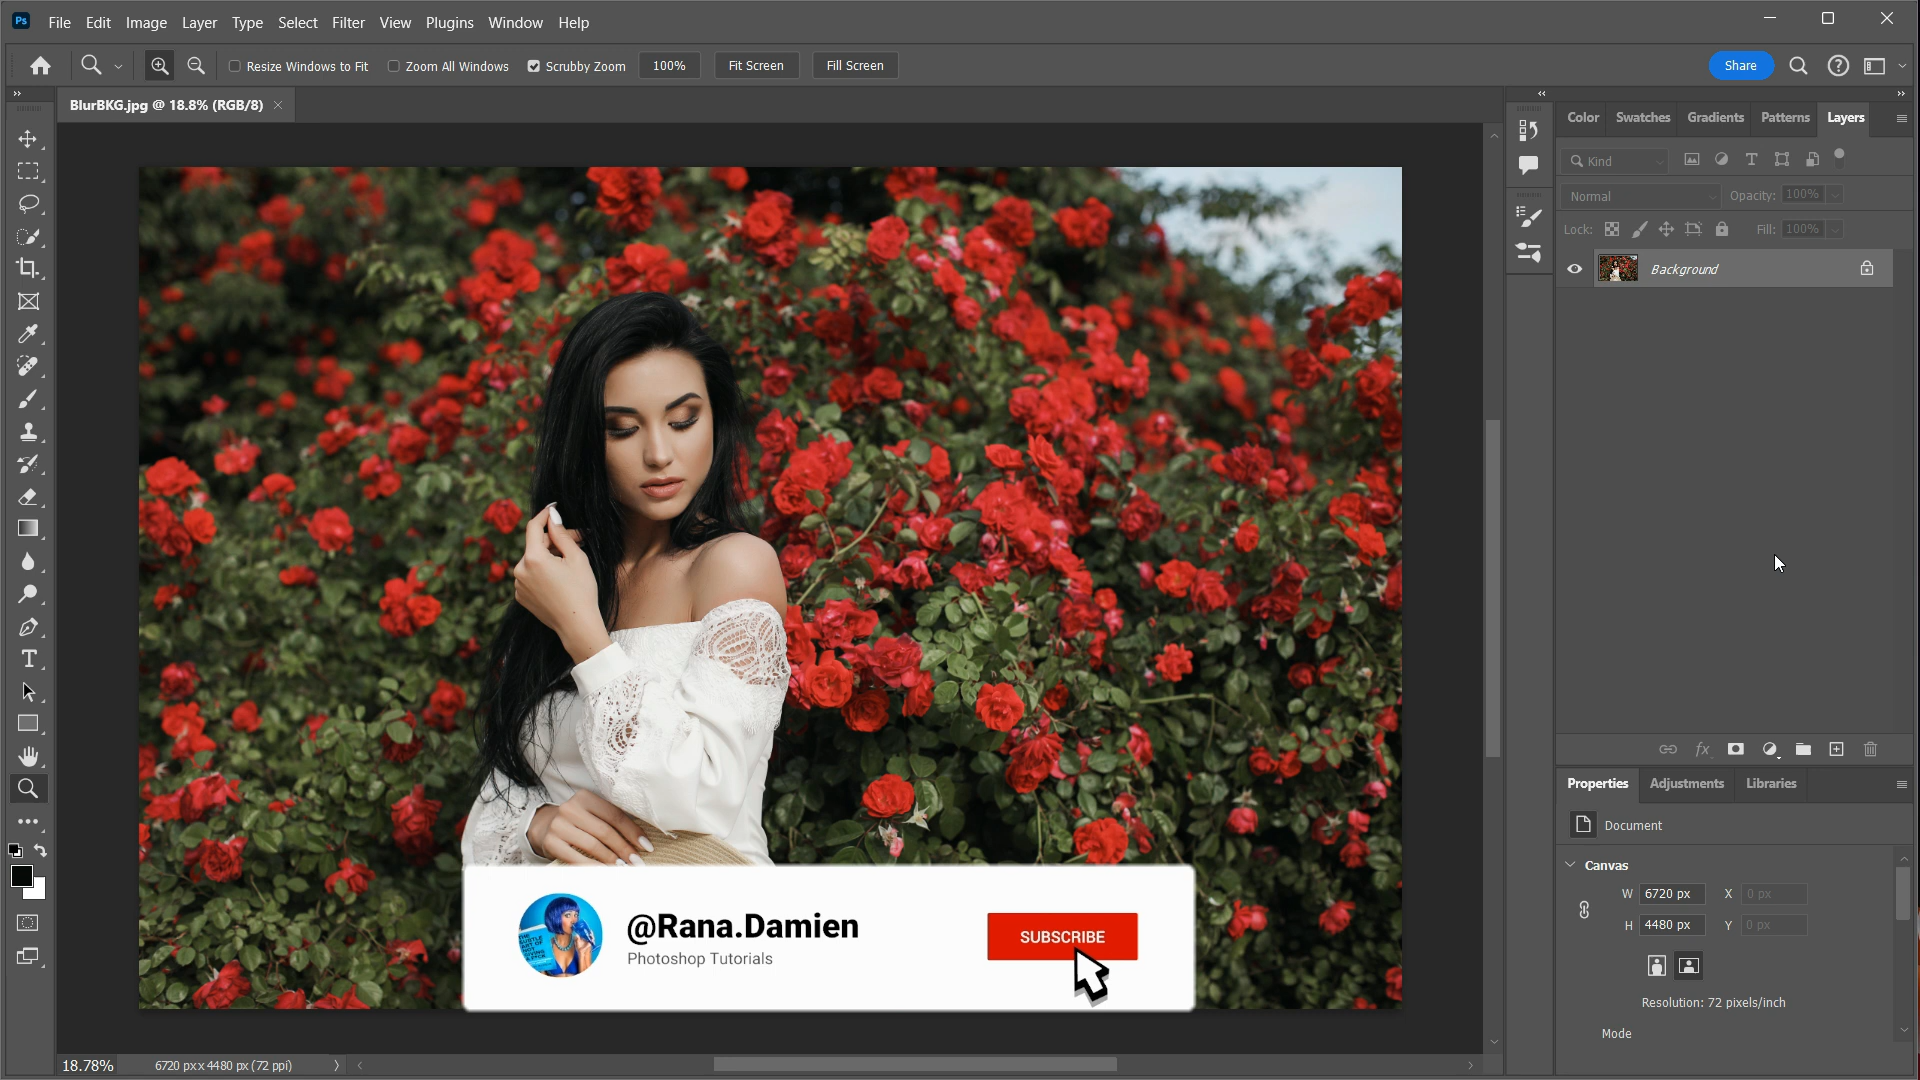 Ps File Edit Image Layer Type Select Filter View Plugins Window Help
Resize Windows to Fit Zoom All Windows Scrubby Zoom 100% Fit Screen Fill Screen Share
BlurBKG.jpg @ 18.8% (RGB/8)
Color Swatches Gradients Patterns Layers
Kind
Normal Opacity: 100%
Lock: Fill: 100%
Background
fx
Properties Adjustments Libraries
Document
Canvas
W 6720 px X 0 px
H 4480 px Y 0 px
Resolution: 72 pixels/inch
Mode
@Rana.Damien
Photoshop Tutorials
SUBSCRIBE
18.78% 6720 px x 4480 px (72 ppi)